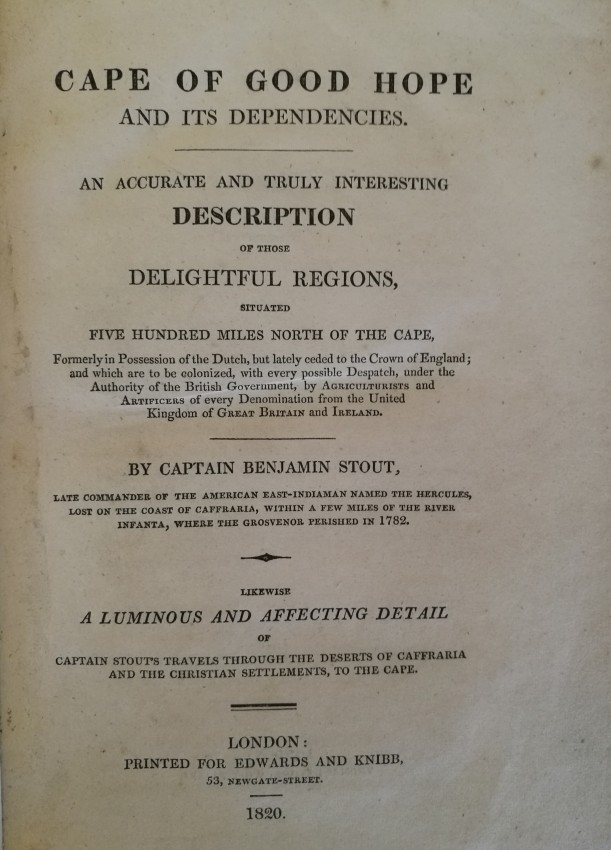 CAPE OF GOOD HOPE
AND ITS DEPENDENCIES.
AN ACCURATE AND TRULY INTERESTING
DESCRIPTION
OF THOSE
DELIGHTFUL REGIONS,
SITUATED
FIVE HUNDRED MILES NORTH OF THE CAPE,
Formerly in Possession of the Dutch, but lately ceded to the Crown of England;
and which are to be colonized, with every possible Despatch, under the
Authority of the British Government, by AGRICULTURISTS and
ARTIFICERS of every Denomination from the United
Kingdom of GREAT BRITAIN and IRELAND.
BY CAPTAIN BENJAMIN STOUT,
LATE COMMANDER OF THE AMERICAN EAST-INDIAMAN NAMED THE HERCULES,
LOST ON THE COAST OF CAFFRARIA, WITHIN A FEW MILES OF THE RIVER
INFANTA, WHERE THE GROSVENOR PERISHED IN 1782.
LIKEWISE
A LUMINOUS AND AFFECTING DETAIL
OF
CAPTAIN STOUT'S TRAVELS THROUGH THE DESERTS OF CAFFRARIA
AND THE CHRISTIAN SETTLEMENTS, TO THE CAPE.
LONDON:
PRINTED FOR EDWARDS AND KNIBB,
53, NEWGATE-STREET.
1820.